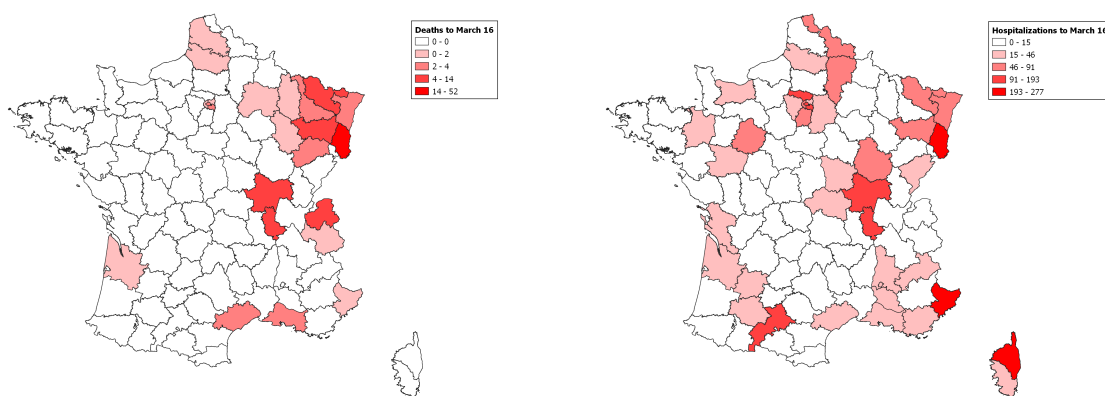 Deaths to March 16
0 - 0
0 - 2
2 - 4
4 - 14
14 - 52
Hospitalizations to March 16
0 - 15
15 - 46
46 - 91
91 - 193
193 - 277